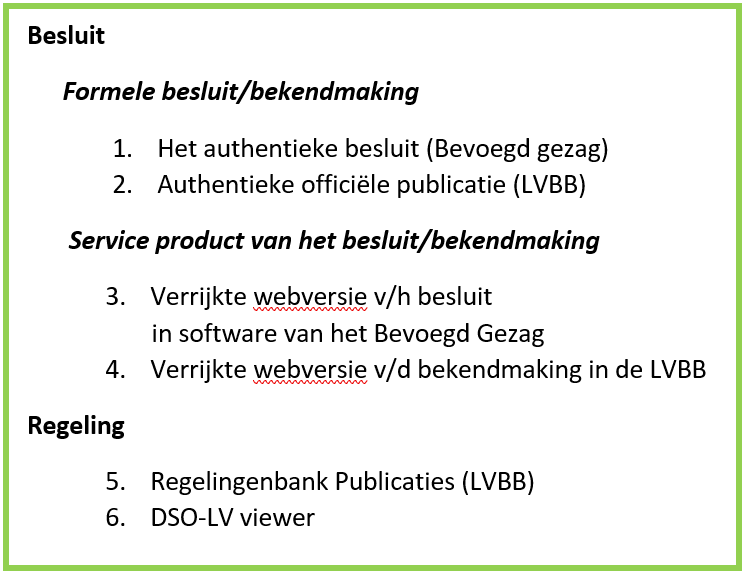 Besluit
Formele besluit/bekendmaking
1. Het authentieke besluit (Bevoegd gezag)
2. Authentieke officiële publicatie (LVBB)
Service product van het besluit/bekendmaking
3. Verrijkte webversie v/h besluit
in software van het Bevoegd Gezag
4. Verrijkte webversie v/d bekendmaking in de LVBB
Regeling
5. Regelingenbank Publicaties (LVBB)
6. DSO-LV viewer